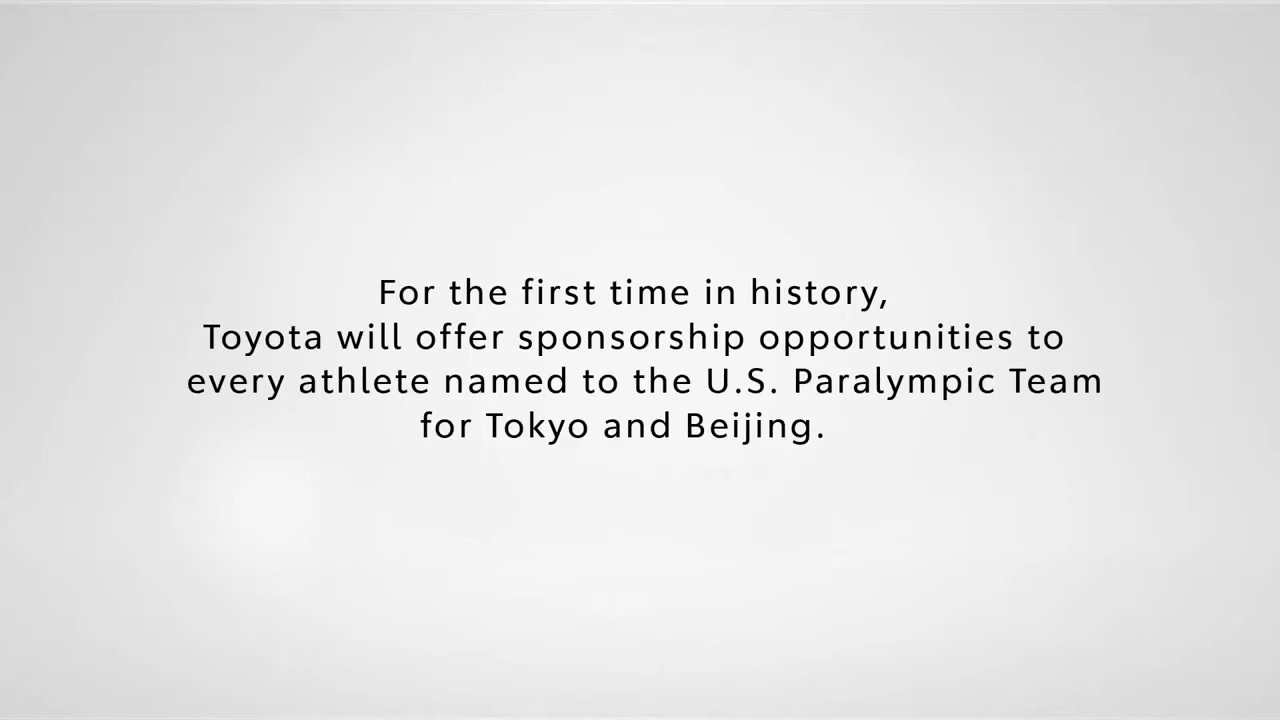 For the first time in history,
Toyota will offer sponsorship opportunities to
every athlete named to the U.S. Paralympic Team
for Tokyo and Beijing.